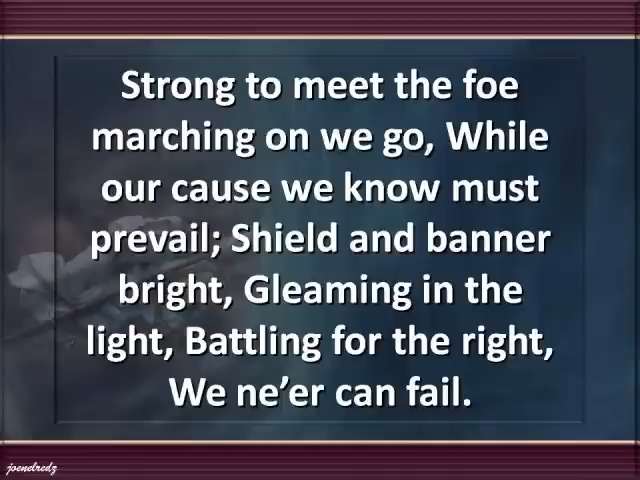 Strong to meet the foe
marching on we go, While
our cause we know must
prevail; Shield and banner
bright, Gleaming in the
light, Battling for the right,
We ne’er can fail.
joenelredz